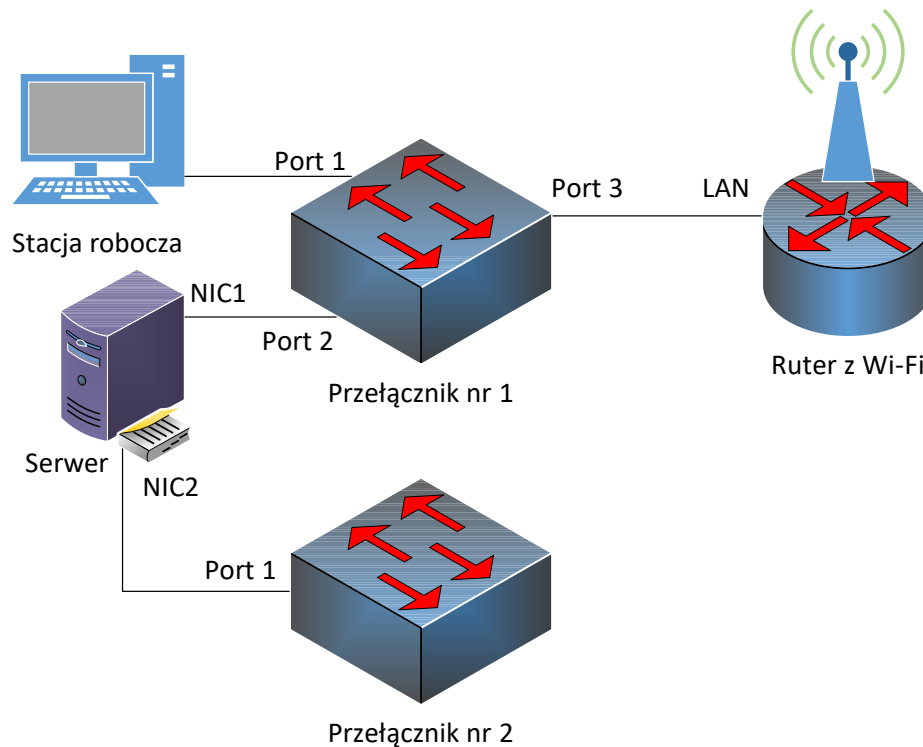 Port 1
Port 3
LAN
Stacja robocza
NIC1
Port 2
Ruter z Wi-Fi
Przełącznik nr 1
Serwer
NIC2
Port 1
Przełącznik nr 2